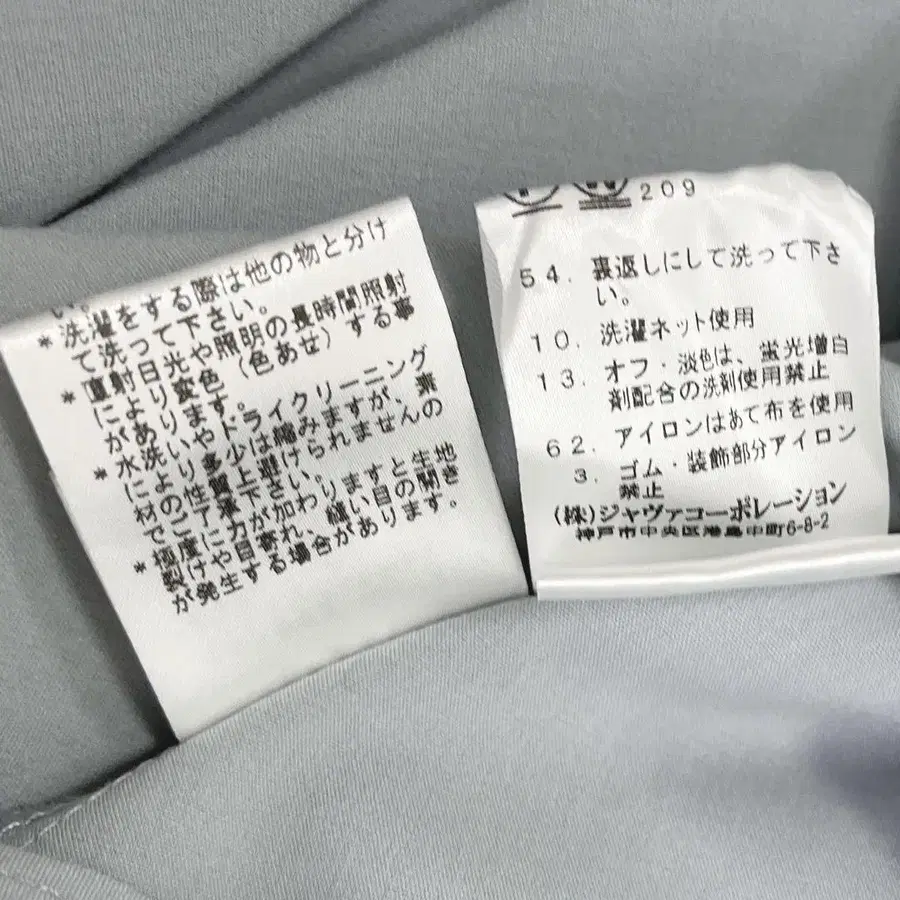 い。
*洗濯をする際は他の物と分け
て洗って下さい。
*直射日光や照明の長時間照射
により変色(色あせ)する事
があります。
*水洗いやドライクリーニング
により多少は縮みますが、素
材の性質上避けられませんの
でご了承下さい。
*極度に力が加わりますと生地
裂けや目寄れ、縫い目の開き
が発生する場合があります。
209
54. 裏返しにして洗って下さ
い。
10. 洗濯ネット使用
13. オフ・淡色は、蛍光増白
剤配合の洗剤使用禁止
62. アイロンはあて布を使用
3. ゴム・装飾部分アイロン
禁止
(株)ジャヴァコーポレーション
神戸市中央区港島中町6-8-2